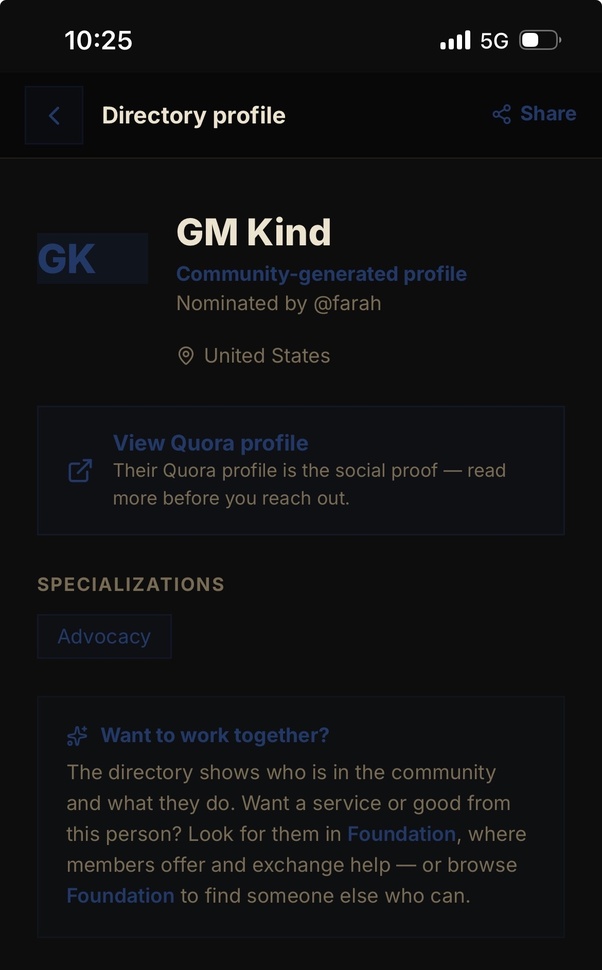 10:25
5G
Directory profile
Share
GK
GM Kind
Community-generated profile
Nominated by @farah
United States
View Quora profile
Their Quora profile is the social proof — read
more before you reach out.
SPECIALIZATIONS
Advocacy
Want to work together?
The directory shows who is in the community
and what they do. Want a service or good from
this person? Look for them in Foundation, where
members offer and exchange help — or browse
Foundation to find someone else who can.